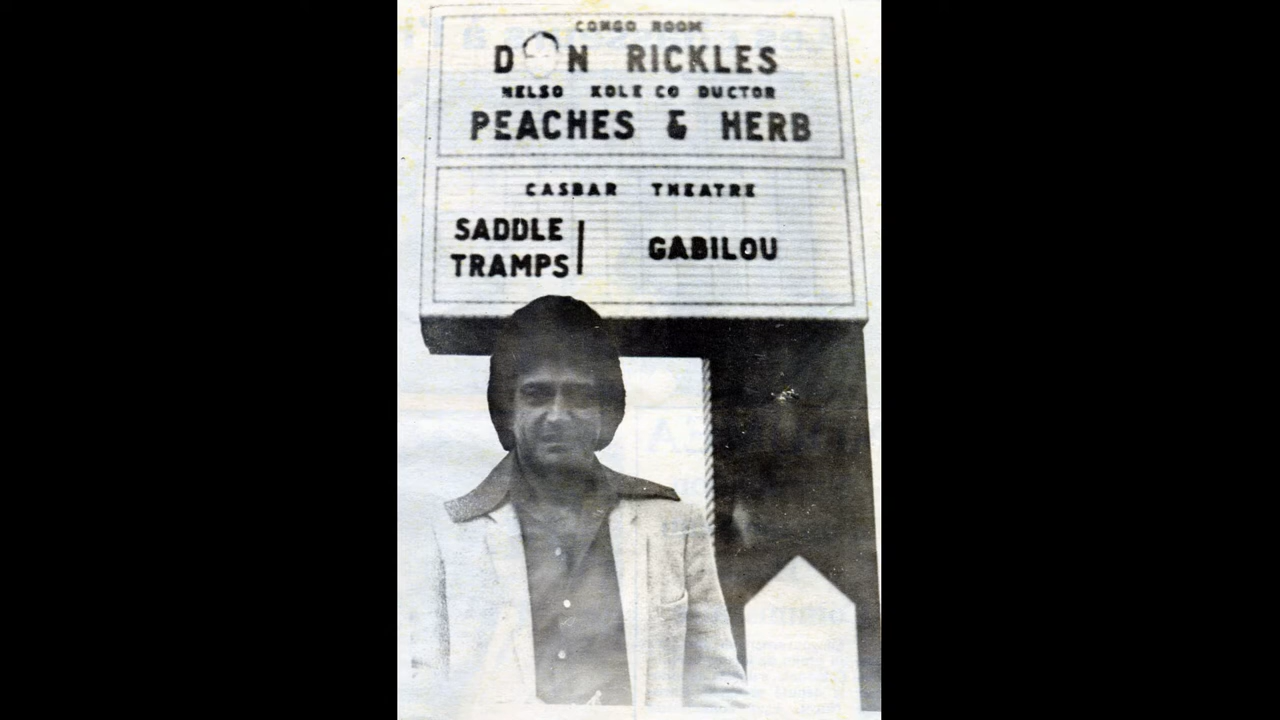 CONGO ROOM
D N RICKLES
NELSO KOLE CO DUCTOR
PEACHES & HERB
CASBAR THEATRE
SADDLE
TRAMPS
GABILOU